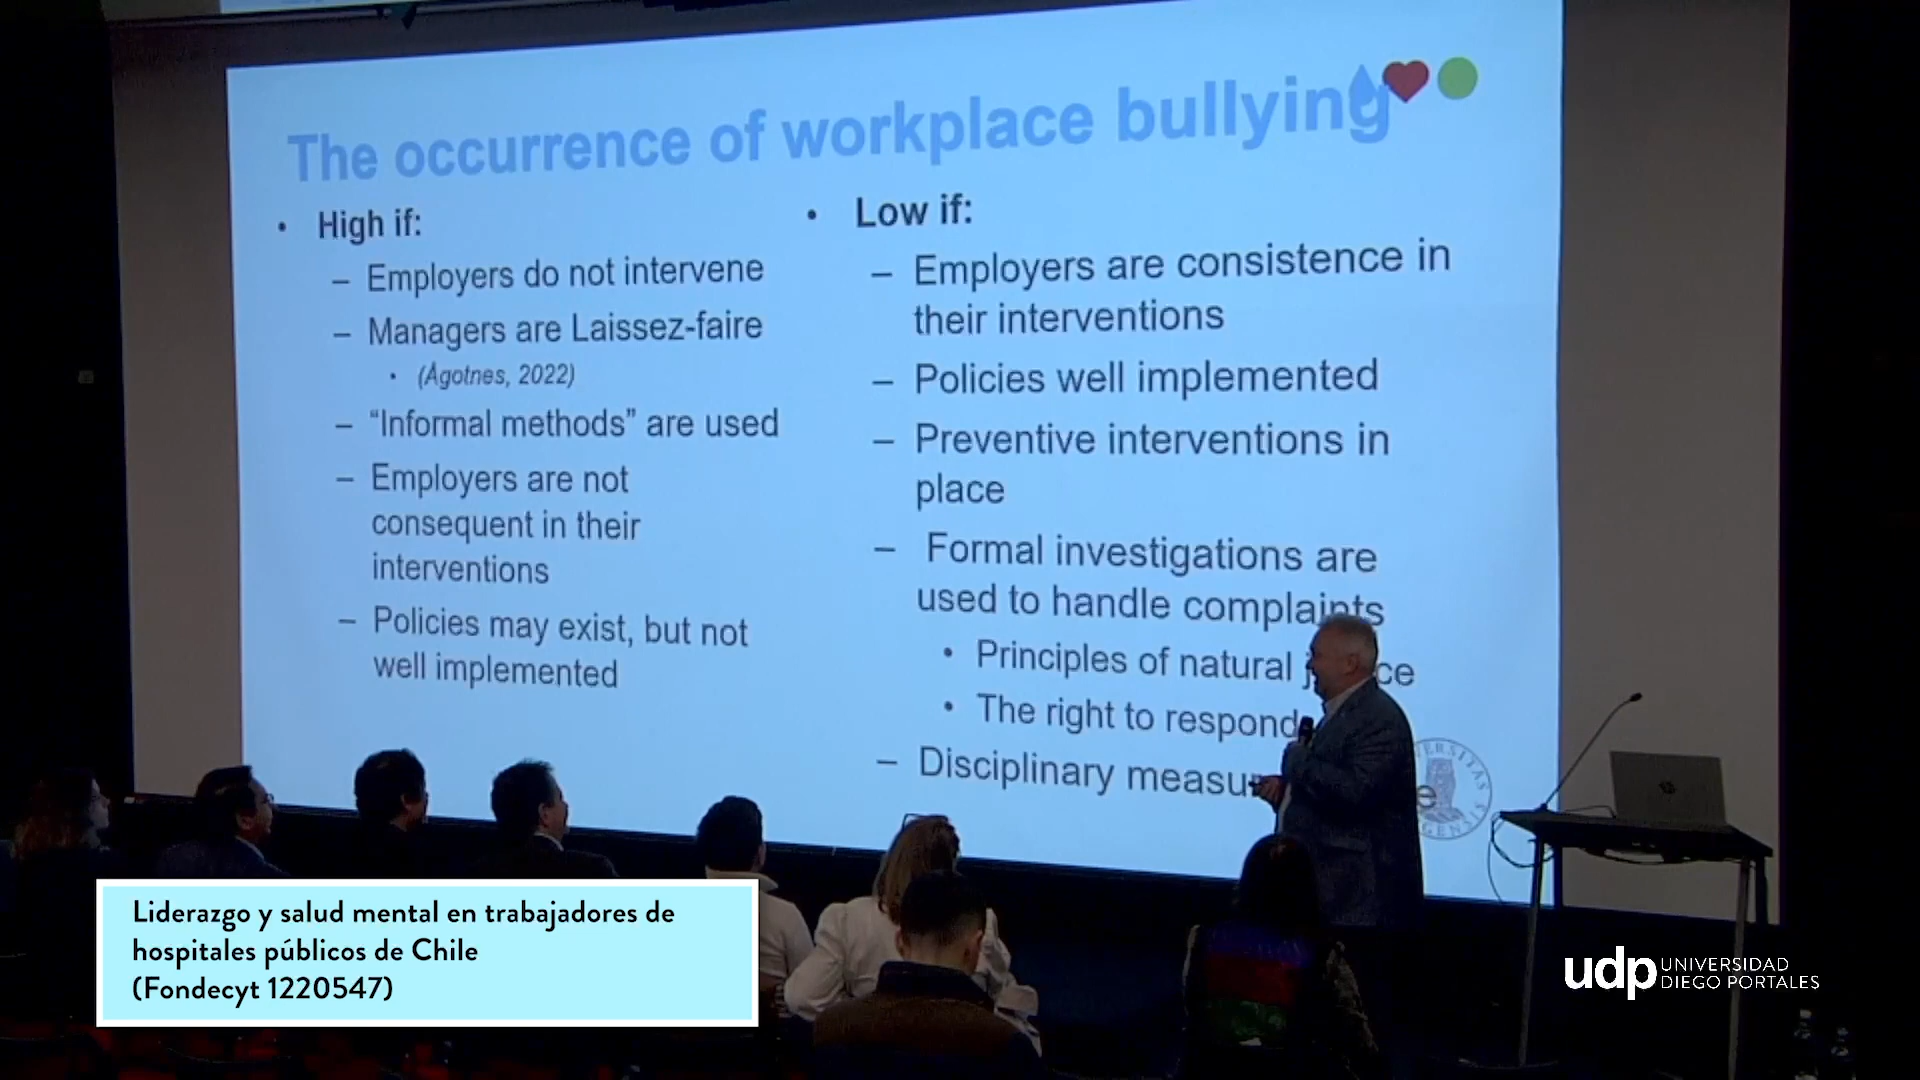 The occurrence of workplace bullying
• High if:
– Employers do not intervene
– Managers are Laissez-faire
• (Ågotnes, 2022)
– “Informal methods” are used
– Employers are not
consequent in their
interventions
– Policies may exist, but not
well implemented
• Low if:
– Employers are consistence in
their interventions
– Policies well implemented
– Preventive interventions in
place
– Formal investigations are
used to handle complaints
• Principles of natural
• The right to respond
– Disciplinary
Liderazgo y salud mental en trabajadores de
hospitales públicos de Chile
(Fondecyt 1220547)
udp UNIVERSIDAD
DIEGO PORTALES